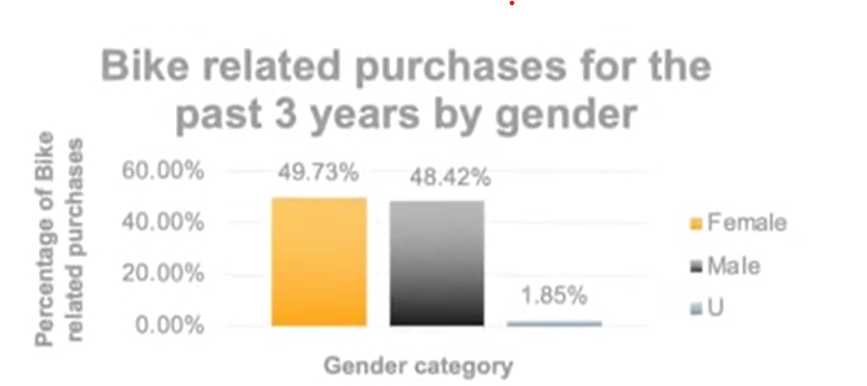 Bike related purchases for the
past 3 years by gender
Percentage of Bike
related purchases
60.00%
40.00%
20.00%
0.00%
49.73%
48.42%
1.85%
Gender category
Female
Male
U